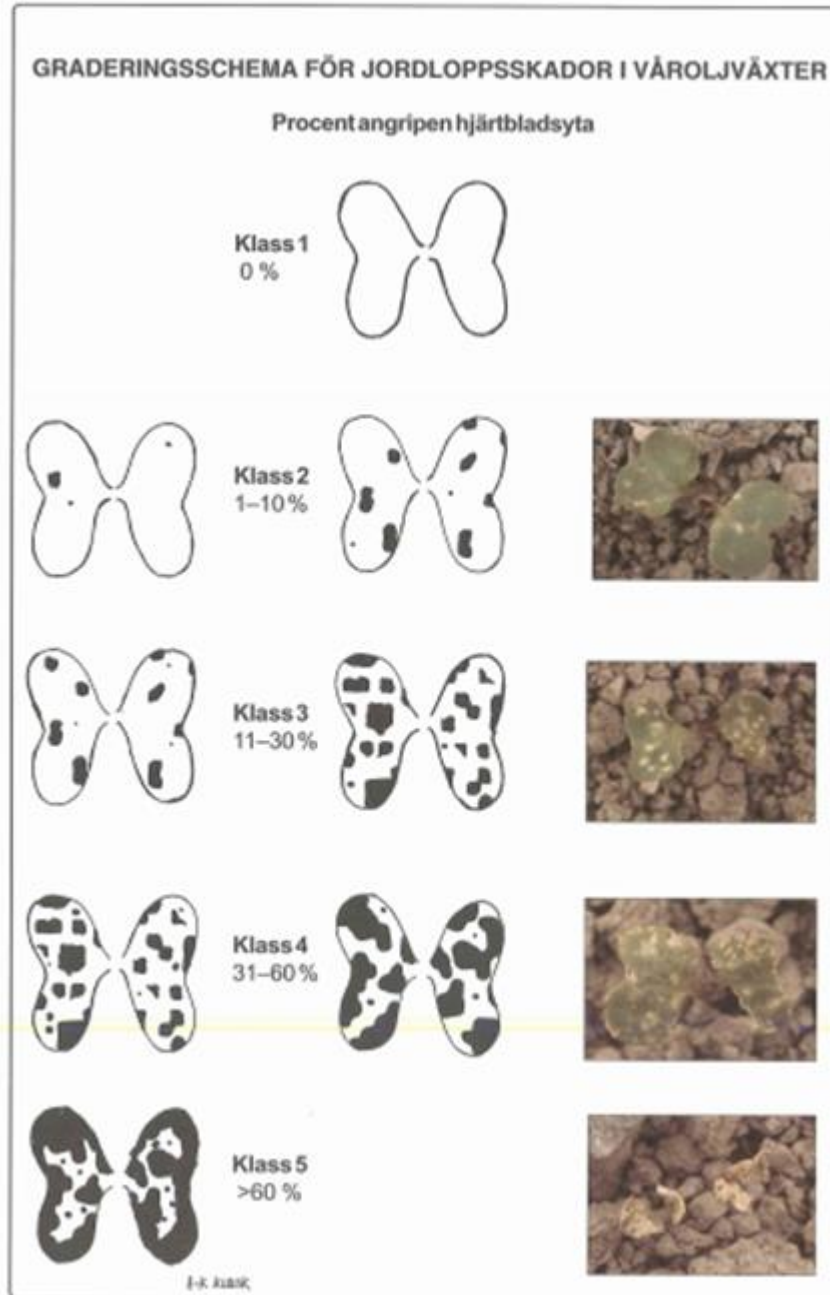 GRADERINGSSCHEMA FÖR JORDLOPPSSKADOR I VÅROLJVÄXTER
Procent angripen hjärtbladsyta
Klass 1
0 %
Klass 2
1–10 %
Klass 3
11–30 %
Klass 4
31–60 %
Klass 5
>60 %